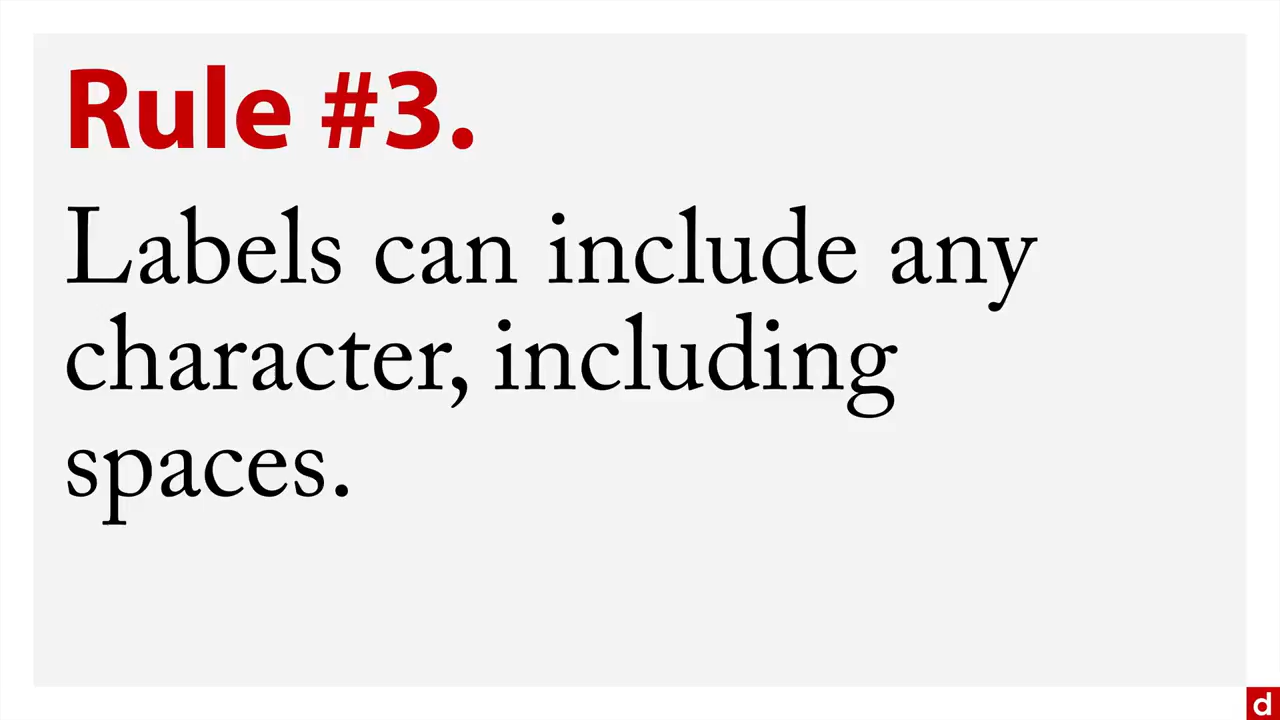 Rule #3.
Labels can include any
character, including
spaces.
d